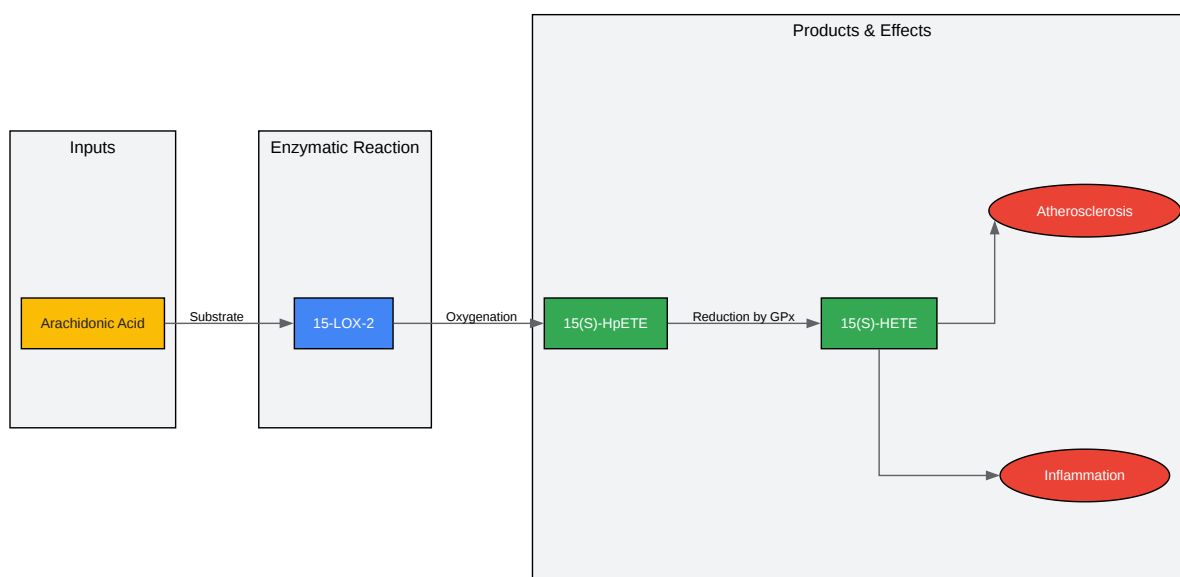 Products & Effects
Inputs
Enzymatic Reaction
Atherosclerosis
Arachidonic Acid
Substrate
15-LOX-2
Oxygenation
15(S)-HpETE
Reduction by GPx
15(S)-HETE
Inflammation